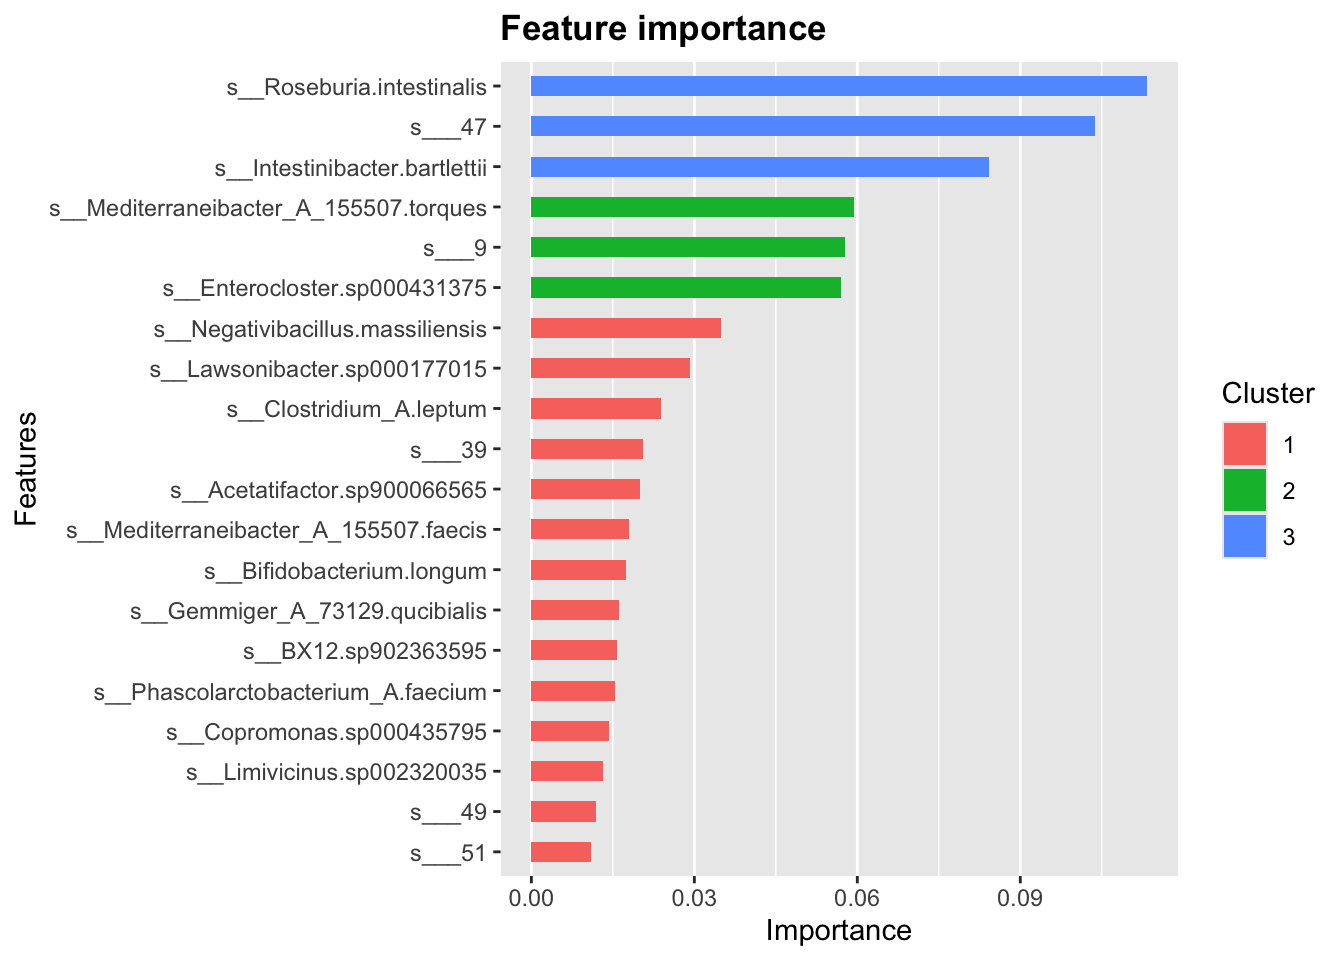 Feature importance
s__Roseburia.intestinalis
s___47
s__Intestinibacter.bartlettii
s__Mediterraneibacter_A_155507.torques
s___9
s__Enterocloster.sp000431375
s__Negativibacillus.massiliensis
s__Lawsonibacter.sp000177015
s__Clostridium_A.leptum
s___39
s__Acetatifactor.sp900066565
s__Mediterraneibacter_A_155507.faecis
s__Bifidobacterium.longum
s__Gemmiger_A_73129.qucibialis
s__BX12.sp902363595
s__Phascolarctobacterium_A.faecium
s__Copromonas.sp000435795
s__Limivicinus.sp002320035
s___49
s___51
Features
0.00 0.03 0.06 0.09
Importance
Cluster
1
2
3